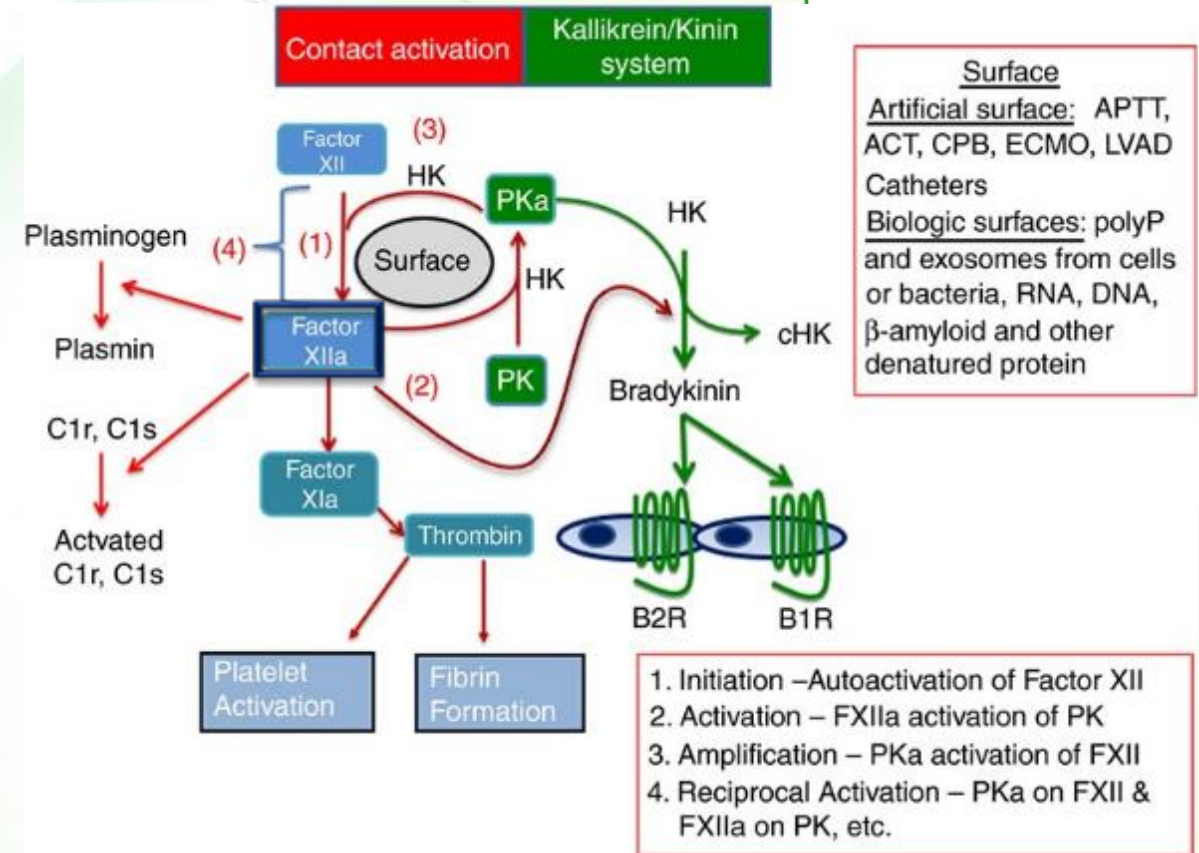 Contact activation
Kallikrein/Kinin
system
Surface
Artificial surface: APTT,
ACT, CPB, ECMO, LVAD
Catheters
Biologic surfaces: polyP
and exosomes from cells
or bacteria, RNA, DNA,
β-amyloid and other
denatured protein
Factor
XII
(3)
HK
PKa
HK
Plasminogen
(4)
(1)
Surface
HK
Plasmin
Factor
XIIa
cHK
(2)
PK
Bradykinin
C1r, C1s
Factor
XIa
Thrombin
Actvated
C1r, C1s
B2R
B1R
Platelet
Activation
Fibrin
Formation
1. Initiation –Autoactivation of Factor XII
2. Activation – FXIIa activation of PK
3. Amplification – PKa activation of FXII
4. Reciprocal Activation – PKa on FXII &
FXIIa on PK, etc.